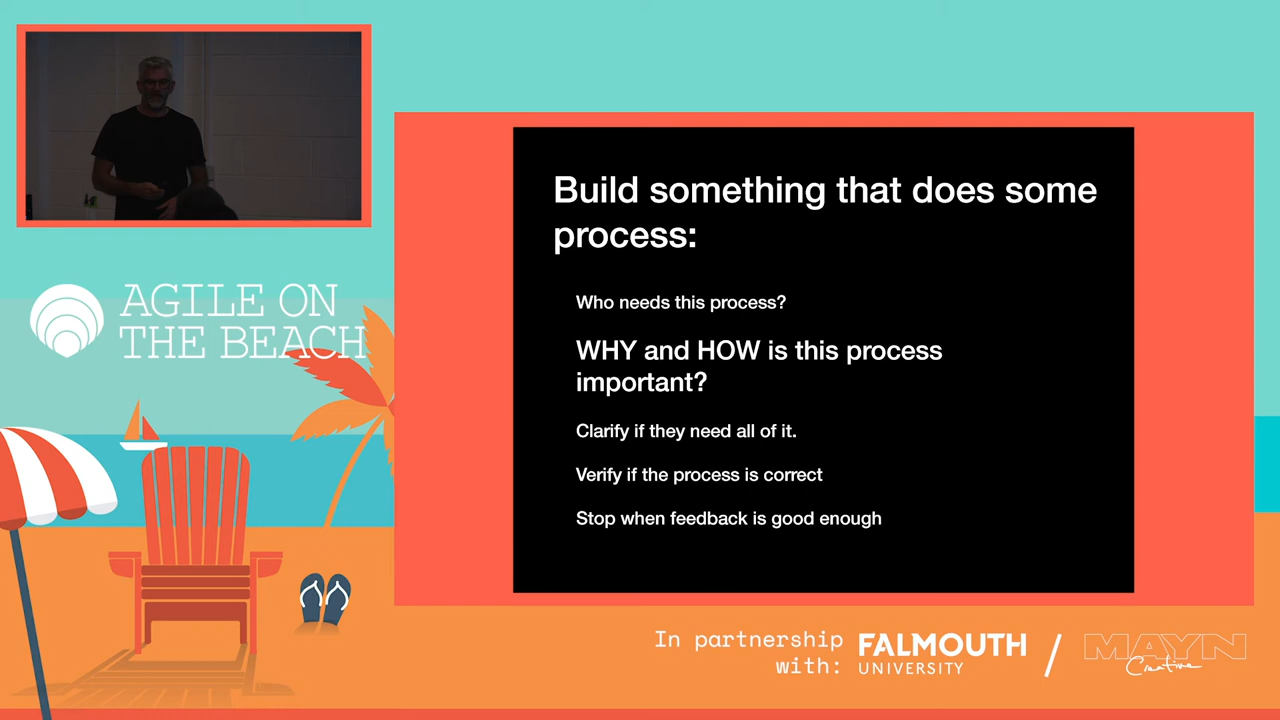 AGILE ON
THE BEACH
Build something that does some
process:
Who needs this process?
WHY and HOW is this process
important?
Clarify if they need all of it.
Verify if the process is correct
Stop when feedback is good enough
In partnership
with:
FALMOUTH
UNIVERSITY
/
MAYN
Creative